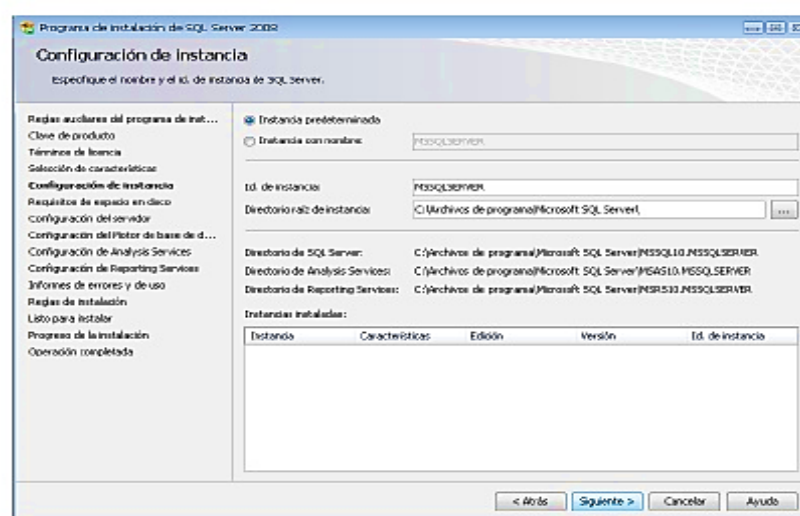 Programa de instalación de SQL Server 2008
Configuración de instancia
Especifique el nombre y el id. de instancia de SQL Server.
Reglas auxiliares del programa de inst...
Clave de producto
Términos de licencia
Selección de características
Configuración de instancia
Requisitos de espacio en disco
Configuración del servidor
Configuración del Motor de base de d...
Configuración de Analysis Services
Configuración de Reporting Services
Informes de errores y de uso
Reglas de instalación
Listo para instalar
Progreso de la instalación
Operación completada
Instancia predeterminada
Instancia con nombre: MSSQLSERVER
Id. de instancia: MSSQLSERVER
Directorio raíz de instancia: C:\Archivos de programa\Microsoft SQL Server\ ...
Directorio de SQL Server: C:\Archivos de programa\Microsoft SQL Server\MSSQL10.MSSQLSERVER
Directorio de Analysis Services: C:\Archivos de programa\Microsoft SQL Server\MSAS10.MSSQLSERVER
Directorio de Reporting Services: C:\Archivos de programa\Microsoft SQL Server\MSRS10.MSSQLSERVER
Instancias instaladas:
Instancia Características Edición Versión Id. de instancia
< Atrás Siguiente > Cancelar Ayuda